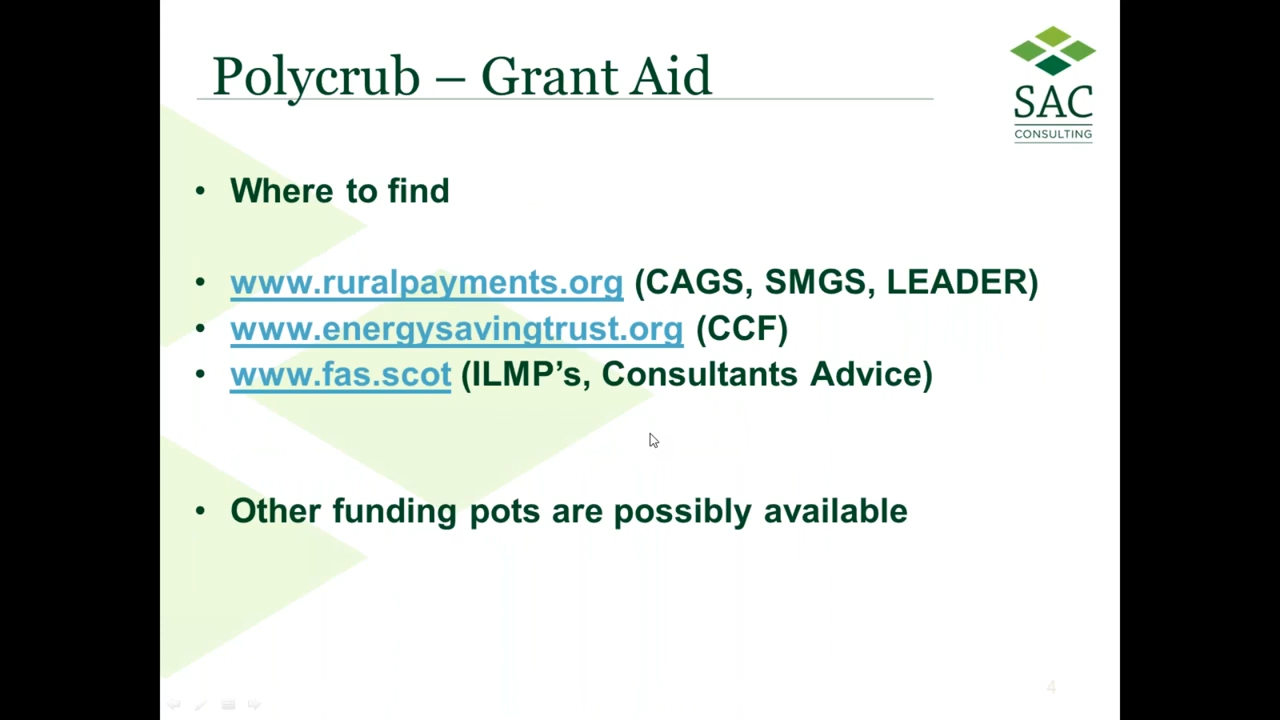 Polycrub – Grant Aid
SAC
CONSULTING
• Where to find
• www.ruralpayments.org (CAGS, SMGS, LEADER)
• www.energysavingtrust.org (CCF)
• www.fas.scot (ILMP’s, Consultants Advice)
• Other funding pots are possibly available
4